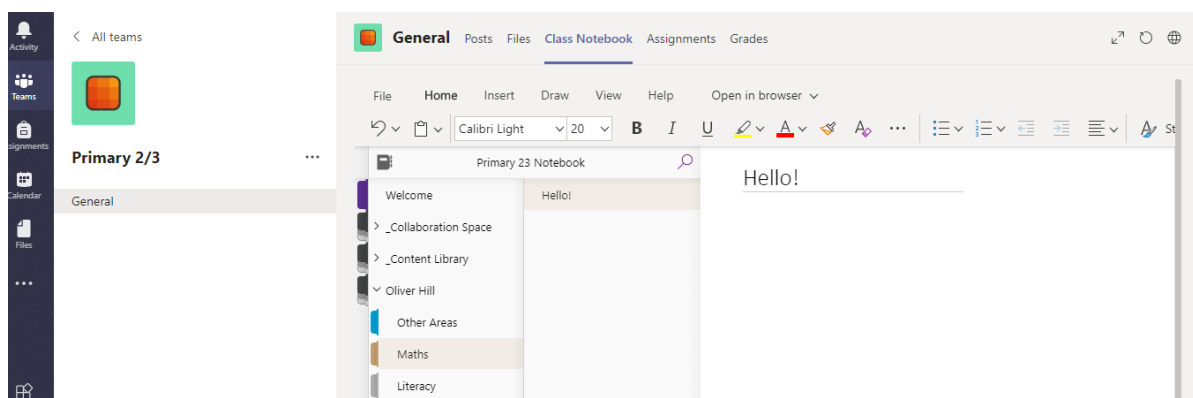 Activity
Teams
Assignments
Calendar
Files
< All teams
Primary 2/3
General
General Posts Files Class Notebook Assignments Grades
File Home Insert Draw View Help Open in browser
Calibri Light 20 B I U A A St
Primary 23 Notebook
Welcome
_Collaboration Space
_Content Library
Oliver Hill
Other Areas
Maths
Literacy
Hello!
Hello!